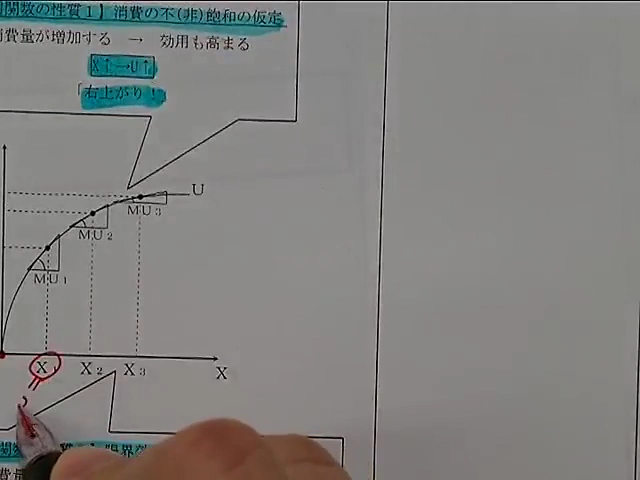 関数の性質１】消費の不(非)飽和の仮定
費量が増加する → 効用も高まる
X↑→U↑
「右上がり！」
U
MU3
MU2
MU1
X1 X2 X3
X